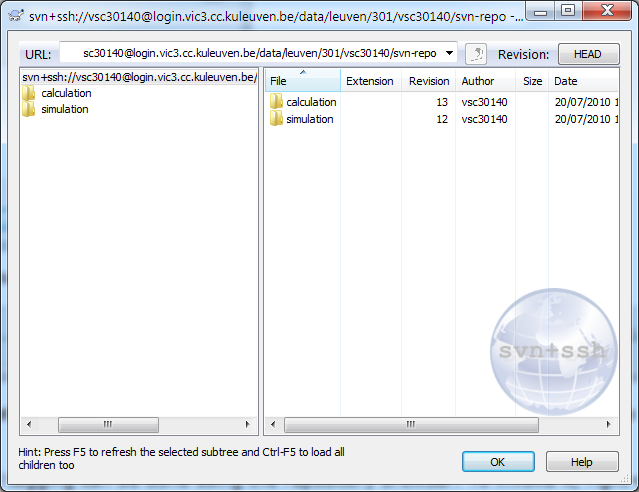 svn+ssh://vsc30140@login.vic3.cc.kuleuven.be/data/leuven/301/vsc30140/svn-repo -...
URL: sc30140@login.vic3.cc.kuleuven.be/data/leuven/301/vsc30140/svn-repo Revision: HEAD
svn+ssh://vsc30140@login.vic3.cc.kuleuven.be/
calculation
simulation
File Extension Revision Author Size Date
calculation 13 vsc30140 20/07/2010 1
simulation 12 vsc30140 20/07/2010 1
svn+ssh
Hint: Press F5 to refresh the selected subtree and Ctrl-F5 to load all
children too
OK Help